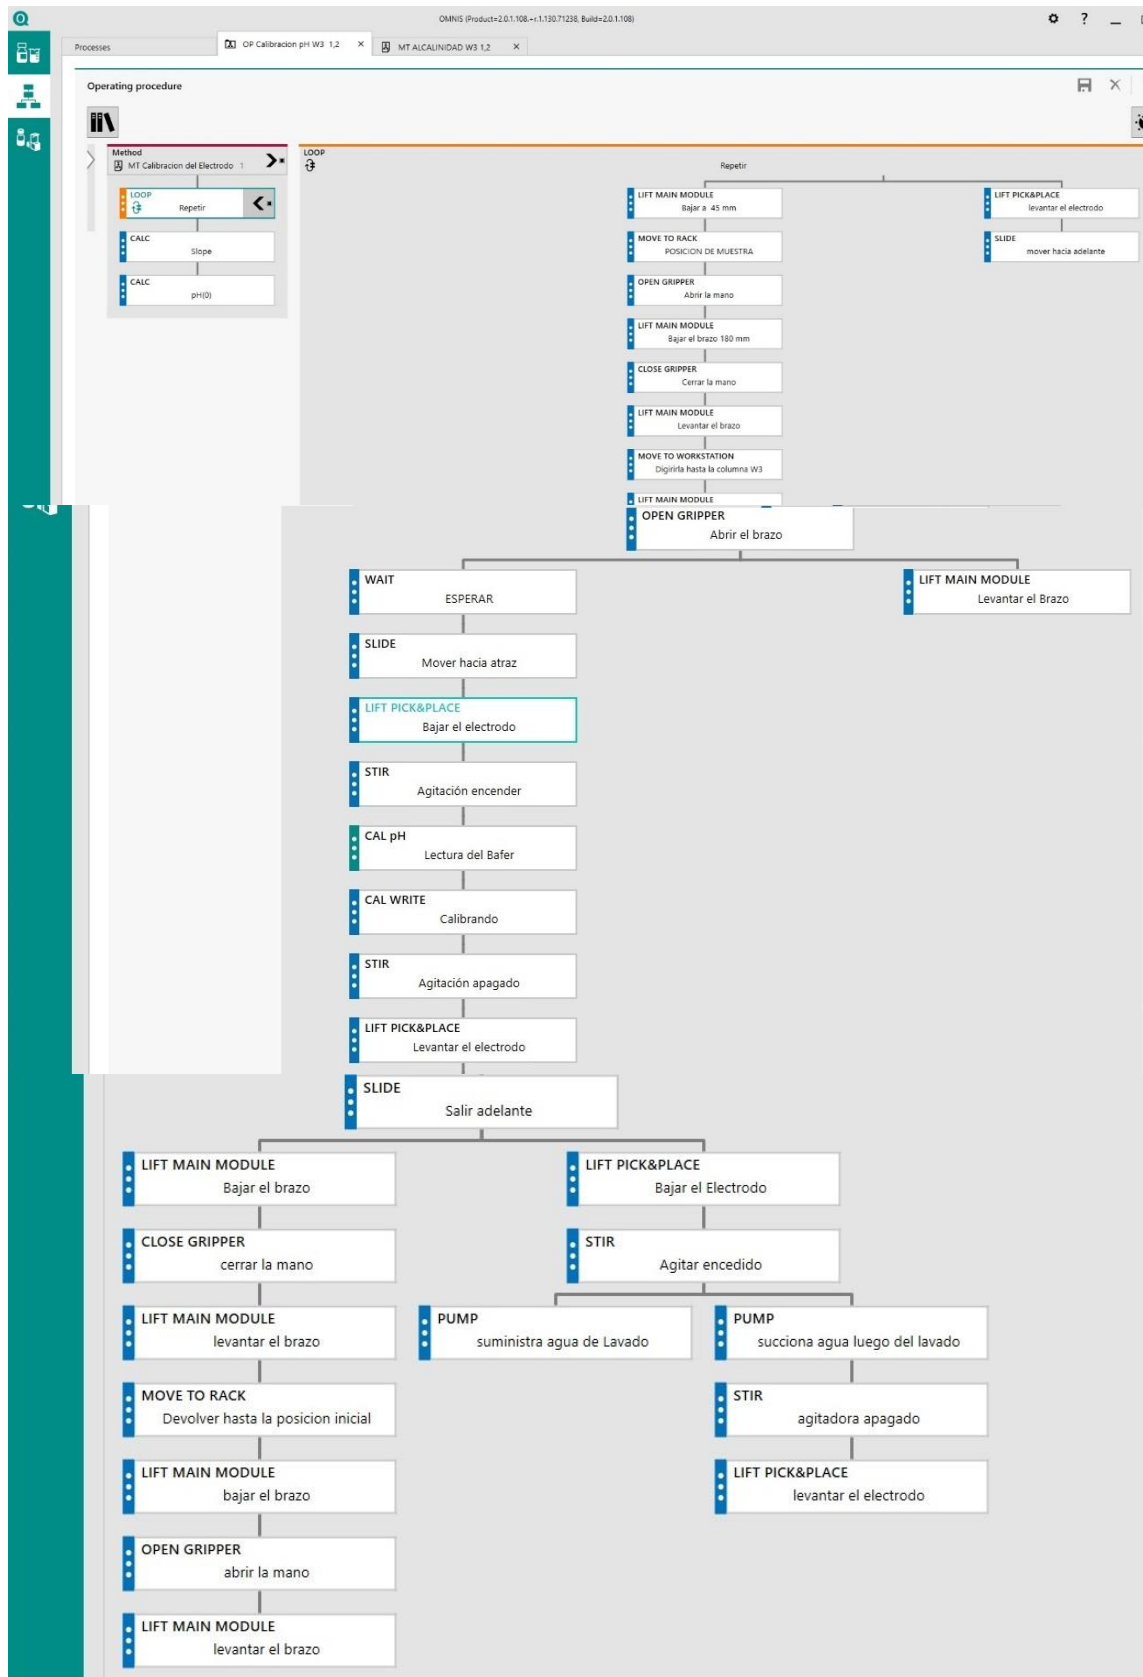 OMNIS (Product=2.0.1.108.-r.1.130.71238, Build=2.0.1.108)
?
Processes
OP Calibracion pH W3 1,2
MT ALCALINIDAD W3 1,2
Operating procedure
Method
MT Calibracion del Electrodo 1
LOOP
Repetir
CALC
Slope
CALC
pH(0)
LOOP
Repetir
LIFT MAIN MODULE
Bajar a 45 mm
MOVE TO RACK
POSICION DE MUESTRA
OPEN GRIPPER
Abrir la mano
LIFT MAIN MODULE
Bajar el brazo 180 mm
CLOSE GRIPPER
Cerrar la mano
LIFT MAIN MODULE
Levantar el brazo
MOVE TO WORKSTATION
Digirirla hasta la columna W3
LIFT MAIN MODULE
LIFT PICK&PLACE
levantar el electrodo
SLIDE
mover hacia adelante
OPEN GRIPPER
Abrir el brazo
WAIT
ESPERAR
SLIDE
Mover hacia atraz
LIFT PICK&PLACE
Bajar el electrodo
STIR
Agitación encender
CAL pH
Lectura del Bafer
CAL WRITE
Calibrando
STIR
Agitación apagado
LIFT PICK&PLACE
Levantar el electrodo
LIFT MAIN MODULE
Levantar el Brazo
SLIDE
Salir adelante
LIFT MAIN MODULE
Bajar el brazo
CLOSE GRIPPER
cerrar la mano
LIFT MAIN MODULE
levantar el brazo
MOVE TO RACK
Devolver hasta la posicion inicial
LIFT MAIN MODULE
bajar el brazo
OPEN GRIPPER
abrir la mano
LIFT MAIN MODULE
levantar el brazo
LIFT PICK&PLACE
Bajar el Electrodo
STIR
Agitar encedido
PUMP
suministra agua de Lavado
PUMP
succiona agua luego del lavado
STIR
agitadora apagado
LIFT PICK&PLACE
levantar el electrodo